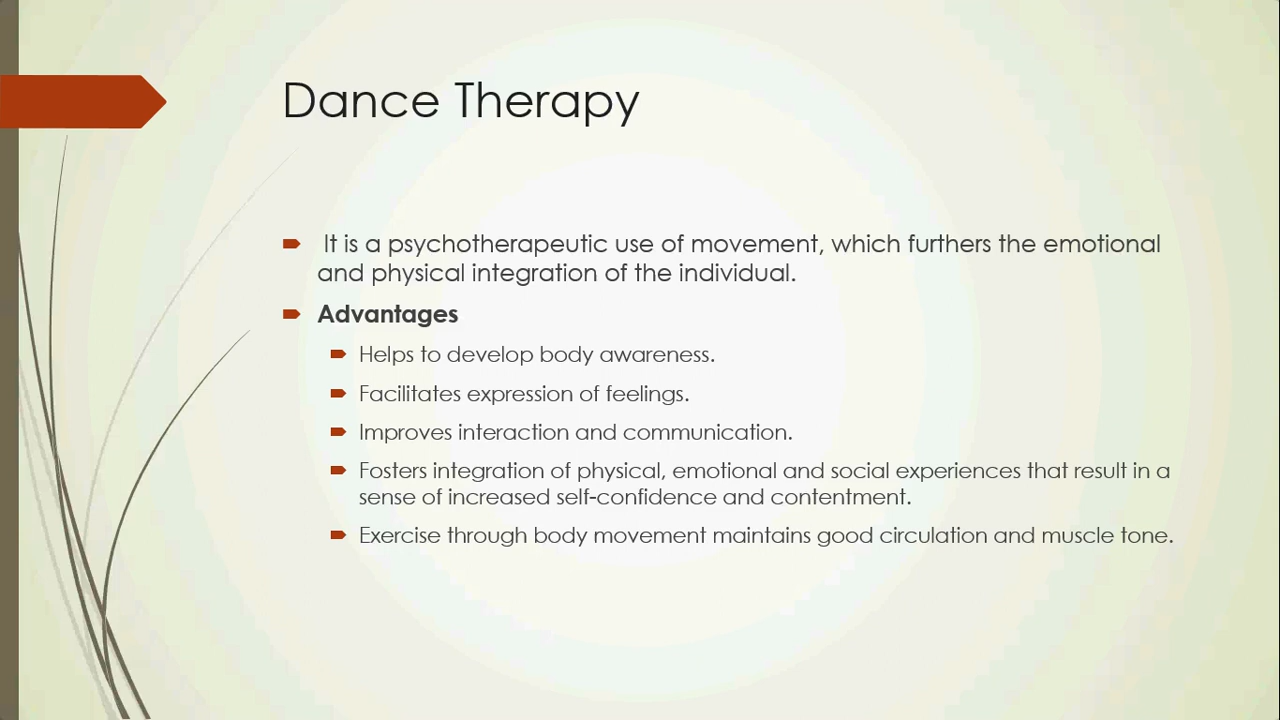 Dance Therapy
It is a psychotherapeutic use of movement, which furthers the emotional
and physical integration of the individual.
Advantages
Helps to develop body awareness.
Facilitates expression of feelings.
Improves interaction and communication.
Fosters integration of physical, emotional and social experiences that result in a
sense of increased self-confidence and contentment.
Exercise through body movement maintains good circulation and muscle tone.